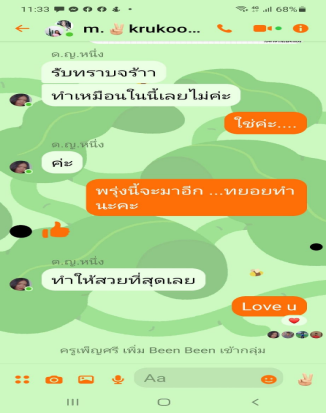 11:33
68%
m. krukoo...
ด.ญ.หนึ่ง
รับทราบจร้าา
ทำเหมือนในนี้เลยไม่ค่ะ
ใช่ค่ะ....
ด.ญ.หนึ่ง
ค่ะ
พรุ่งนี้จะมาอีก ...ทยอยทำ
นะคะ
ด.ญ.หนึ่ง
ทำให้สวยที่สุดเลย
Love u
ครูเพ็ญศรี เพิ่ม Been Been เข้ากลุ่ม
Aa